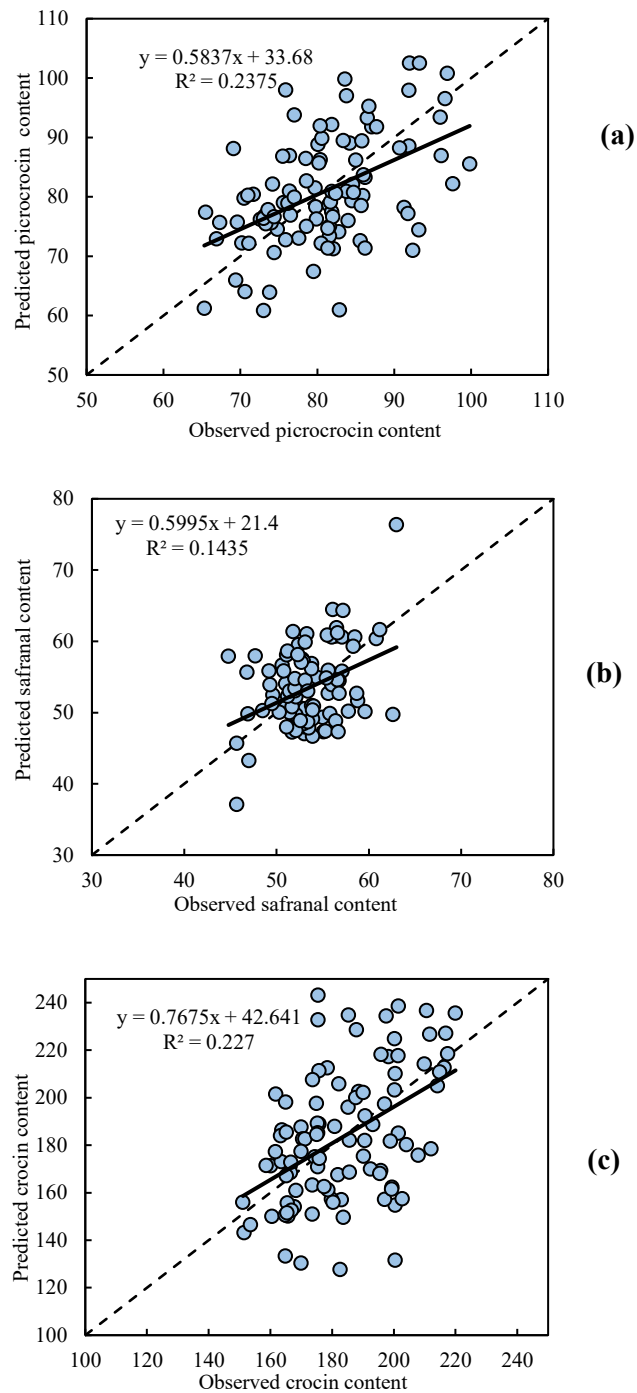 y = 0.5837x + 33.68
R² = 0.2375
(a)
Predicted picrocrocin content
110
100
90
80
70
60
50
50 60 70 80 90 100 110
Observed picrocrocin content
y = 0.5995x + 21.4
R² = 0.1435
(b)
Predicted safranal content
80
70
60
50
40
30
30 40 50 60 70 80
Observed safranal content
y = 0.7675x + 42.641
R² = 0.227
(c)
Predicted crocin content
240
220
200
180
160
140
120
100
100 120 140 160 180 200 220 240
Observed crocin content